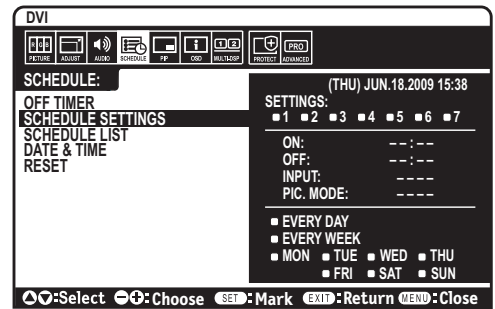 DVI
RGB 12 PRO
PICTURE ADJUST AUDIO SCHEDULE PIP OSD MULTI-DSP PROTECT ADVANCED
SCHEDULE:
OFF TIMER
SCHEDULE SETTINGS
SCHEDULE LIST
DATE & TIME
RESET
(THU) JUN.18.2009 15:38
SETTINGS:
1 2 3 4 5 6 7
ON: --:--
OFF: --:--
INPUT: ----
PIC. MODE: ----
EVERY DAY
EVERY WEEK
MON TUE WED THU
FRI SAT SUN
:Select :Choose SET:Mark EXIT:Return MENU:Close